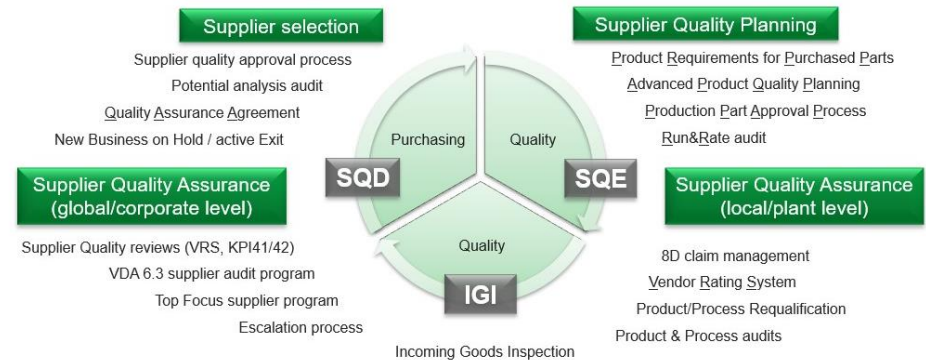 Supplier selection
Supplier quality approval process
Potential analysis audit
Quality Assurance Agreement
New Business on Hold / active Exit
Supplier Quality Planning
Product Requirements for Purchased Parts
Advanced Product Quality Planning
Production Part Approval Process
Run&Rate audit
Purchasing
Quality
SQD
SQE
Quality
IGI
Incoming Goods Inspection
Supplier Quality Assurance
(global/corporate level)
Supplier Quality reviews (VRS, KPI41/42)
VDA 6.3 supplier audit program
Top Focus supplier program
Escalation process
Supplier Quality Assurance
(local/plant level)
8D claim management
Vendor Rating System
Product/Process Requalification
Product & Process audits